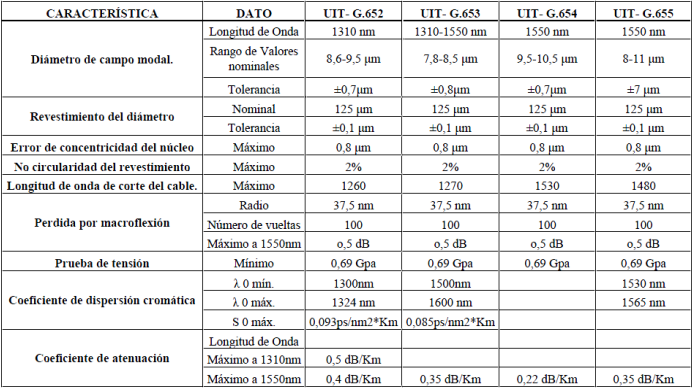 CARACTERÍSTICA DATO UIT- G.652 UIT- G.653 UIT- G.654 UIT- G.655
Diámetro de campo modal. Longitud de Onda 1310 nm 1310-1550 nm 1550 nm 1550 nm
Rango de Valores nominales 8,6-9,5 µm 7,8-8,5 µm 9,5-10,5 µm 8-11 µm
Tolerancia ±0,7µm ±0,8µm ±0,7µm ±7 µm
Revestimiento del diámetro Nominal 125 µm 125 µm 125 µm 125 µm
Tolerancia ±0,1 µm ±0,1 µm ±0,1 µm ±0,1 µm
Error de concentricidad del núcleo Máximo 0,8 µm 0,8 µm 0,8 µm 0,8 µm
No circularidad del revestimiento Máximo 2% 2% 2% 2%
Longitud de onda de corte del cable. Máximo 1260 1270 1530 1480
Perdida por macroflexión Radio 37,5 nm 37,5 nm 37,5 nm 37,5 nm
Número de vueltas 100 100 100 100
Máximo a 1550nm o,5 dB o,5 dB o,5 dB o,5 dB
Prueba de tensión Mínimo 0,69 Gpa 0,69 Gpa 0,69 Gpa 0,69 Gpa
Coeficiente de dispersión cromática λ 0 mín. 1300nm 1500nm 1530 nm
λ 0 máx. 1324 nm 1600 nm 1565 nm
S 0 máx. 0,093ps/nm2*Km 0,085ps/nm2*Km
Coeficiente de atenuación Longitud de Onda
Máximo a 1310nm 0,5 dB/Km
Máximo a 1550nm 0,4 dB/Km 0,35 dB/Km 0,22 dB/Km 0,35 dB/Km